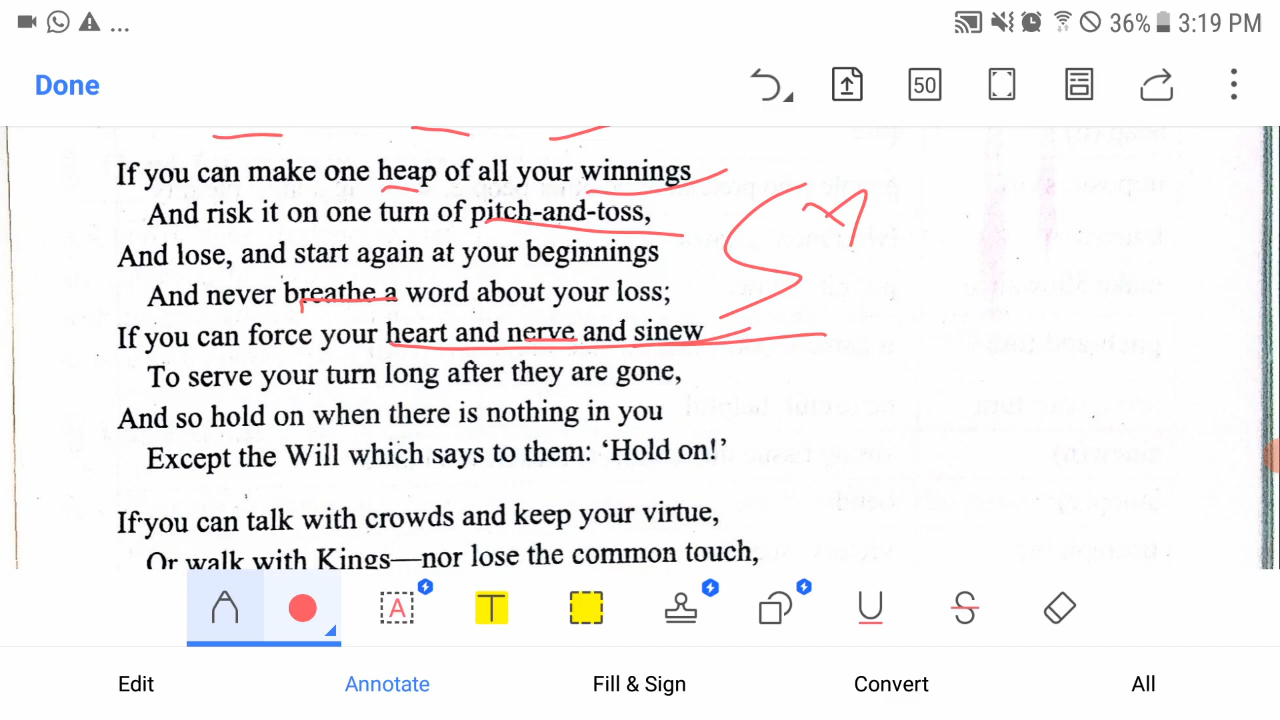 ... 36% 3:19 PM
Done 50
If you can make one heap of all your winnings
And risk it on one turn of pitch-and-toss,
And lose, and start again at your beginnings
And never breathe a word about your loss;
If you can force your heart and nerve and sinew
To serve your turn long after they are gone,
And so hold on when there is nothing in you
Except the Will which says to them: ‘Hold on!’
If you can talk with crowds and keep your virtue,
Or walk with Kings—nor lose the common touch,
A T U S
Edit Annotate Fill & Sign Convert All